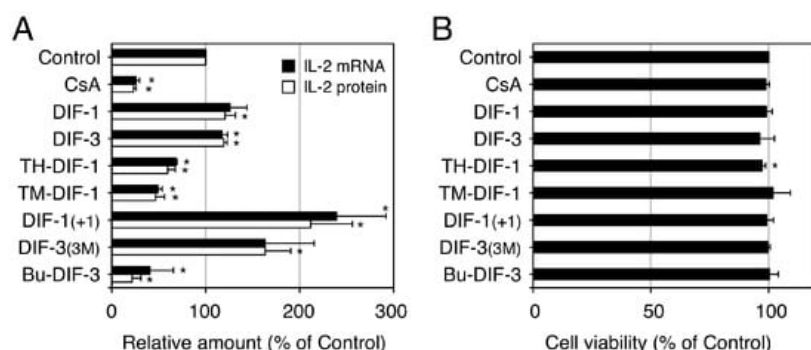 A
Control
CsA
DIF-1
DIF-3
TH-DIF-1
TM-DIF-1
DIF-1(+1)
DIF-3(3M)
Bu-DIF-3
IL-2 mRNA
IL-2 protein
* * * * * * * * * * * * * *
0 100 200 300
Relative amount (% of Control)
B
Control
CsA
DIF-1
DIF-3
TH-DIF-1 *
TM-DIF-1
DIF-1(+1)
DIF-3(3M)
Bu-DIF-3
0 50 100
Cell viability (% of Control)